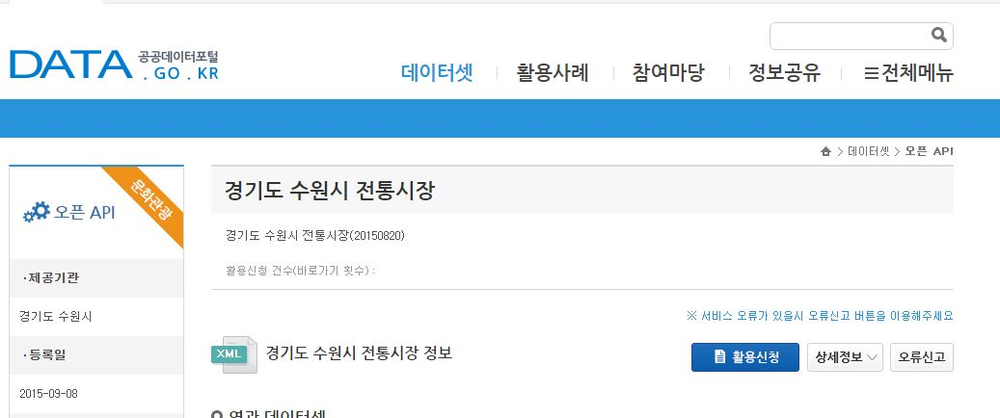 DATA 공공데이터포털
.GO.KR
데이터셋 활용사례 참여마당 정보공유 전체메뉴
데이터셋 > 오픈 API
오픈 API
문화관광
·제공기관
경기도 수원시
·등록일
2015-09-08
경기도 수원시 전통시장
경기도 수원시 전통시장(20150820)
활용신청 건수(바로가기 횟수) :
※ 서비스 오류가 있을시 오류신고 버튼을 이용해주세요
XML 경기도 수원시 전통시장 정보
활용신청 상세정보 오류신고
연관 데이터셋